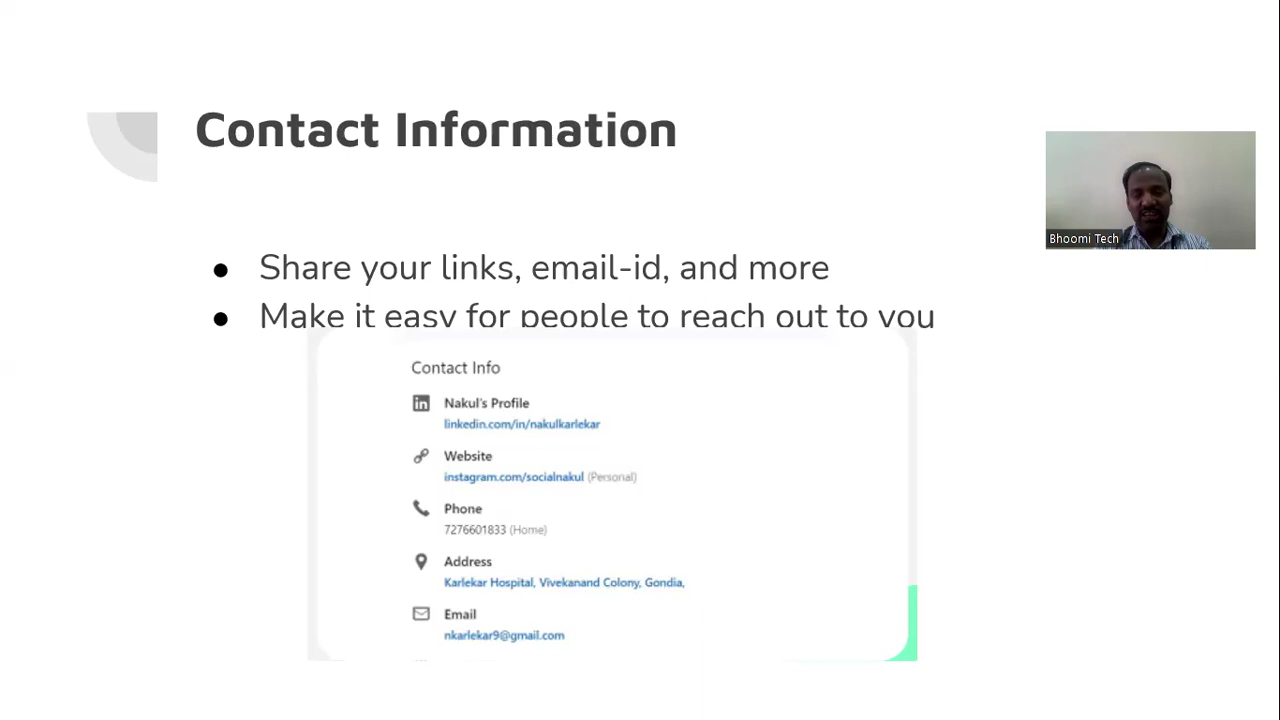 Contact Information
Bhoomi Tech
● Share your links, email-id, and more
● Make it easy for people to reach out to you
Contact Info
Nakul's Profile
linkedin.com/in/nakulkarlekar
Website
instagram.com/socialnakul (Personal)
Phone
7276601833 (Home)
Address
Karlekar Hospital, Vivekanand Colony, Gondia,
Email
nkarlekar9@gmail.com